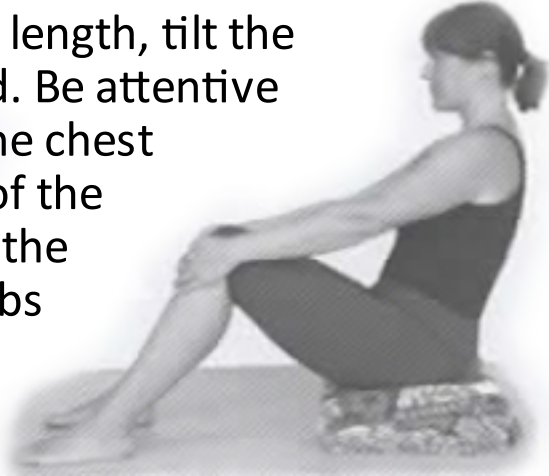 length, tilt the
d. Be attentive
he chest
of the
the
bs